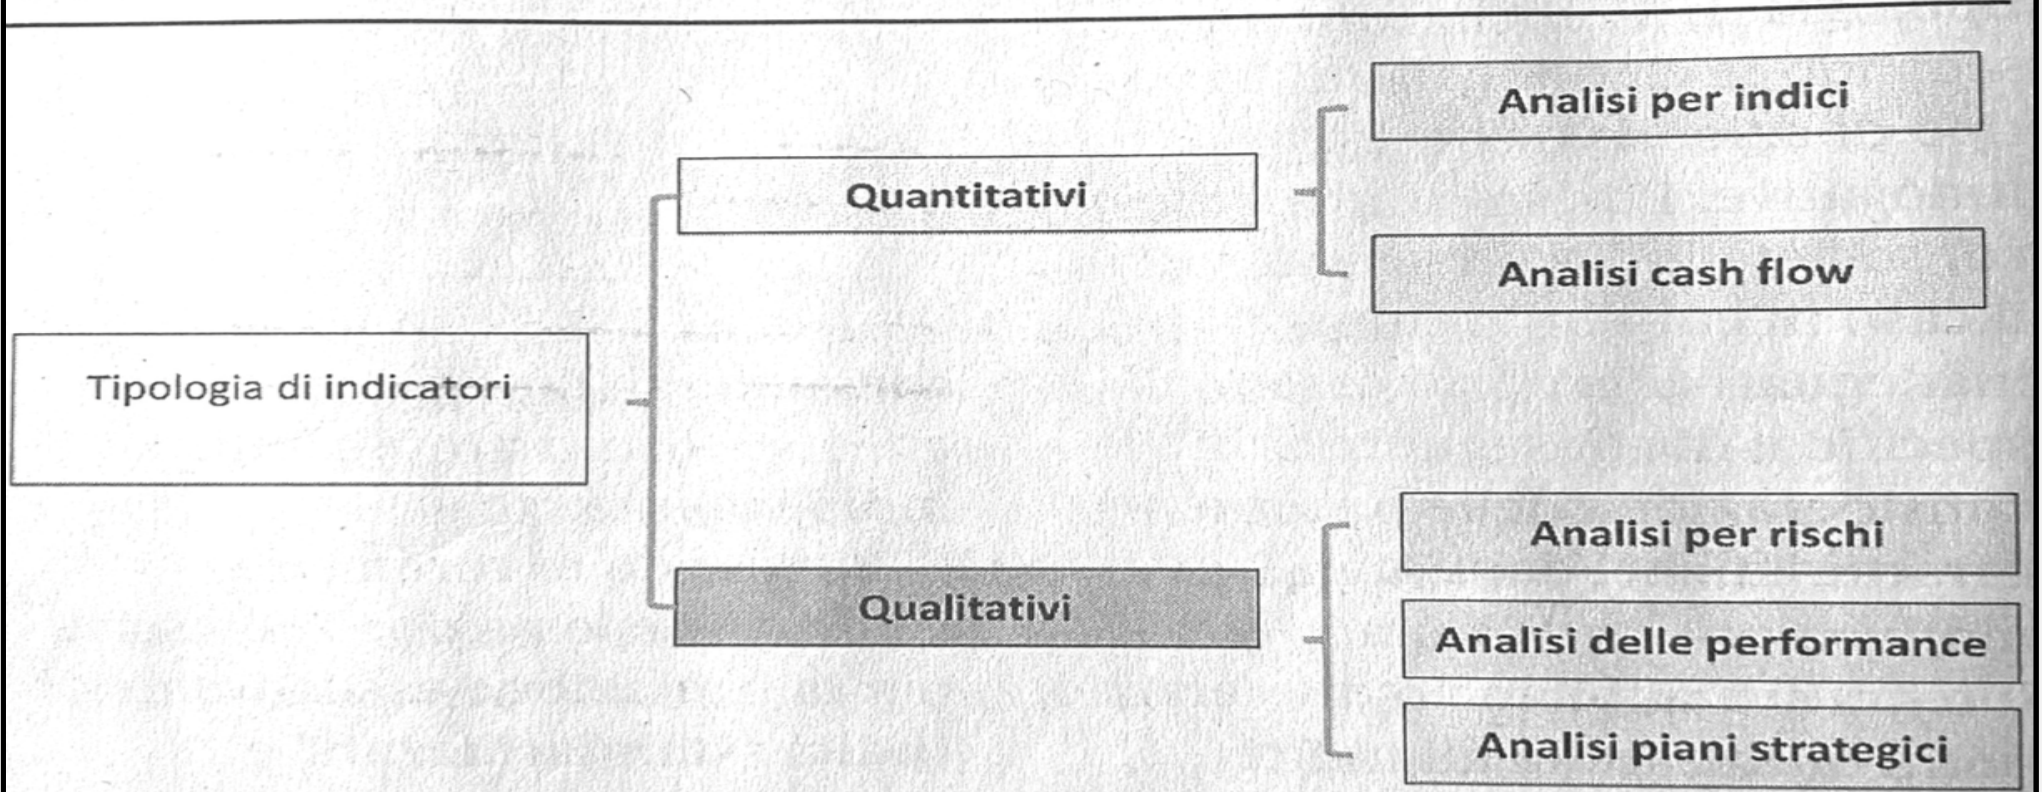 Tipologia di indicatori
Quantitativi
Analisi per indici
Analisi cash flow
Qualitativi
Analisi per rischi
Analisi delle performance
Analisi piani strategici